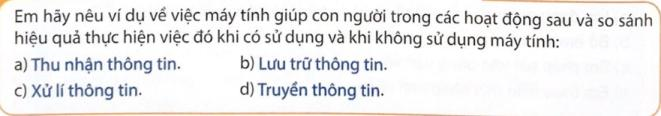 Em hãy nêu ví dụ về việc máy tính giúp con người trong các hoạt động sau và so sánh
hiệu quả thực hiện việc đó khi có sử dụng và khi không sử dụng máy tính:
a) Thu nhận thông tin. b) Lưu trữ thông tin.
c) Xử lí thông tin. d) Truyền thông tin.